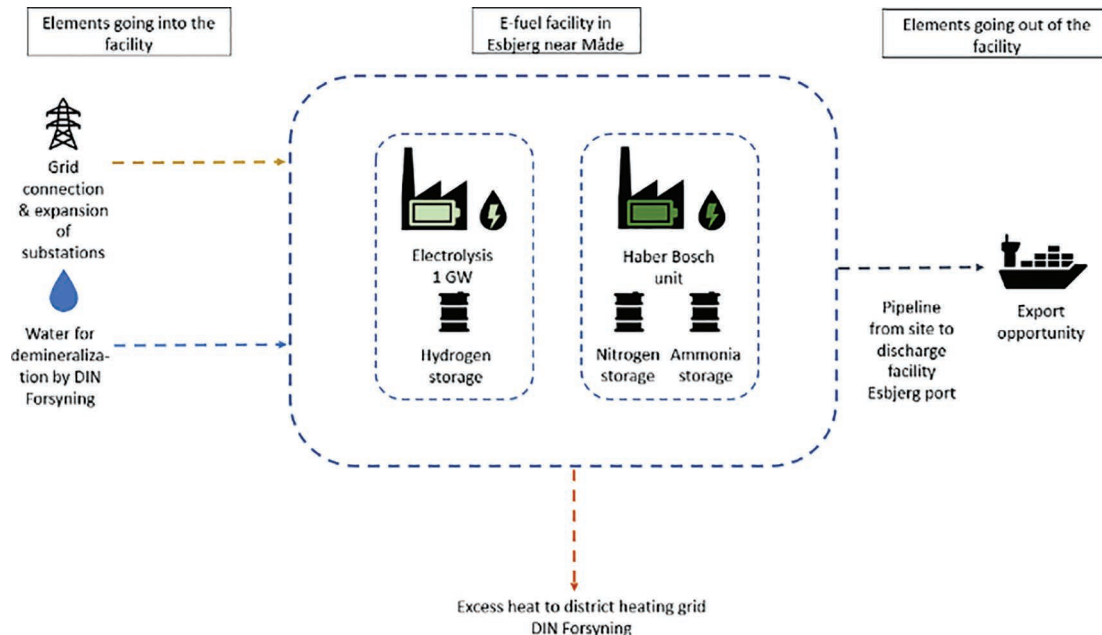 Elements going into the
facility
E-fuel facility in
Esbjerg near Måde
Elements going out of the
facility
Grid
connection
& expansion
of
substations
Water for
demineraliza-
tion by DIN
Forsyning
Electrolysis
1 GW
Hydrogen
storage
Haber Bosch
unit
Nitrogen
storage
Ammonia
storage
Pipeline
from site to
discharge
facility
Esbjerg port
Export
opportunity
Excess heat to district heating grid
DIN Forsyning